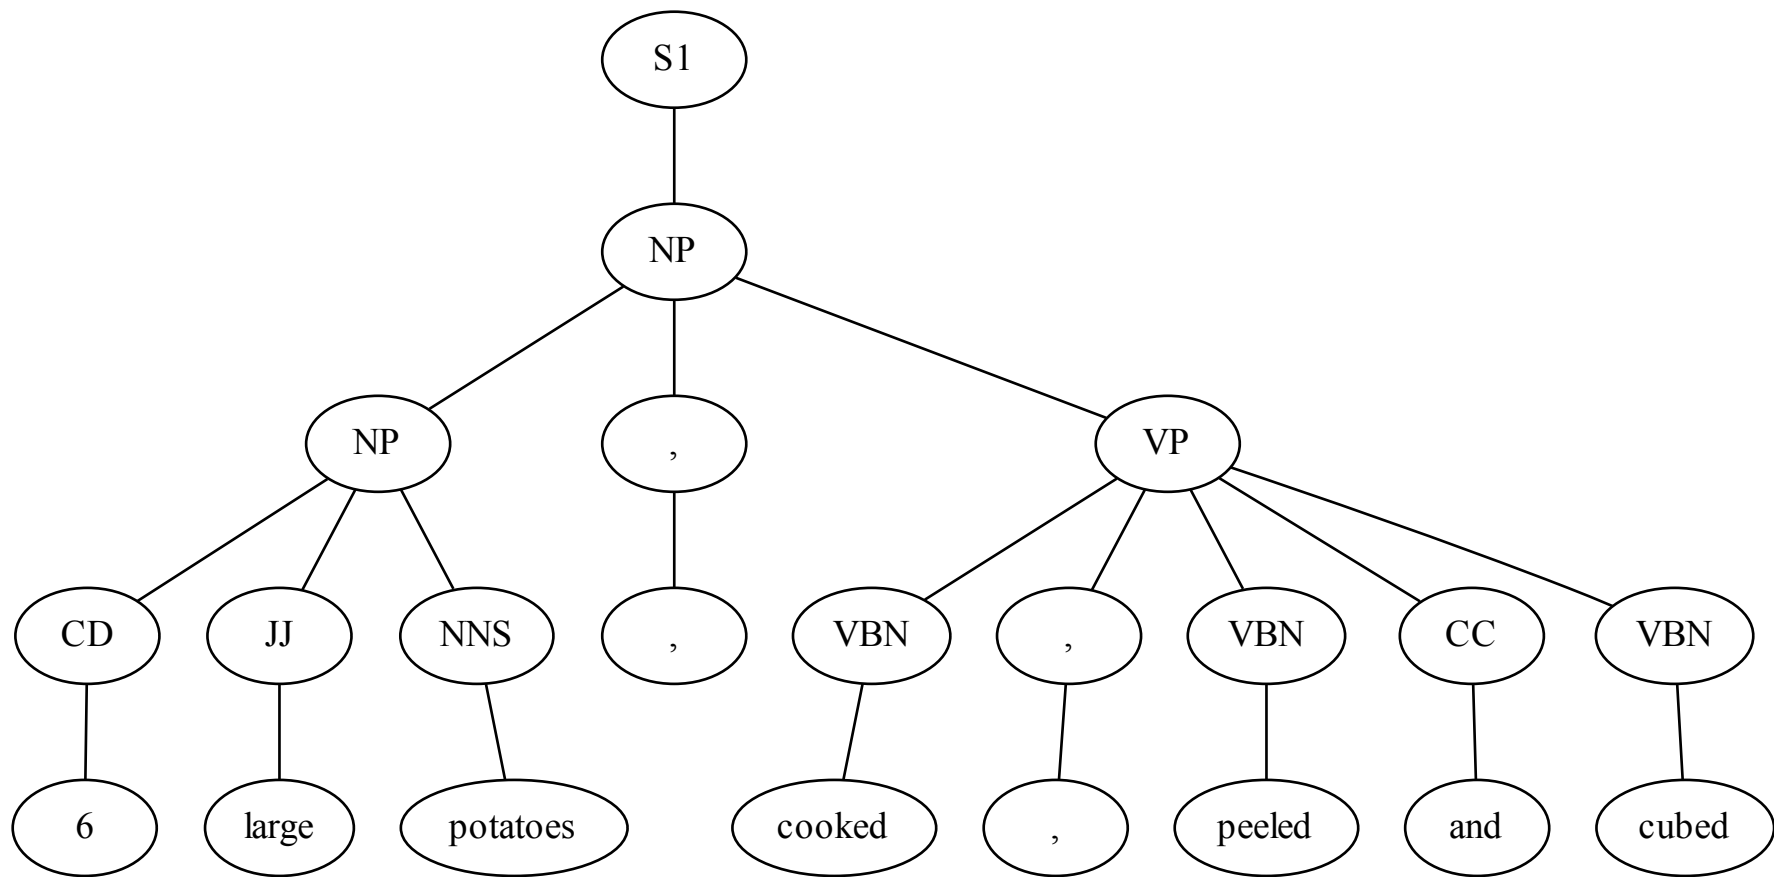 S1
NP
NP , VP
CD JJ NNS , VBN , VBN CC VBN
6 large potatoes cooked , peeled and cubed